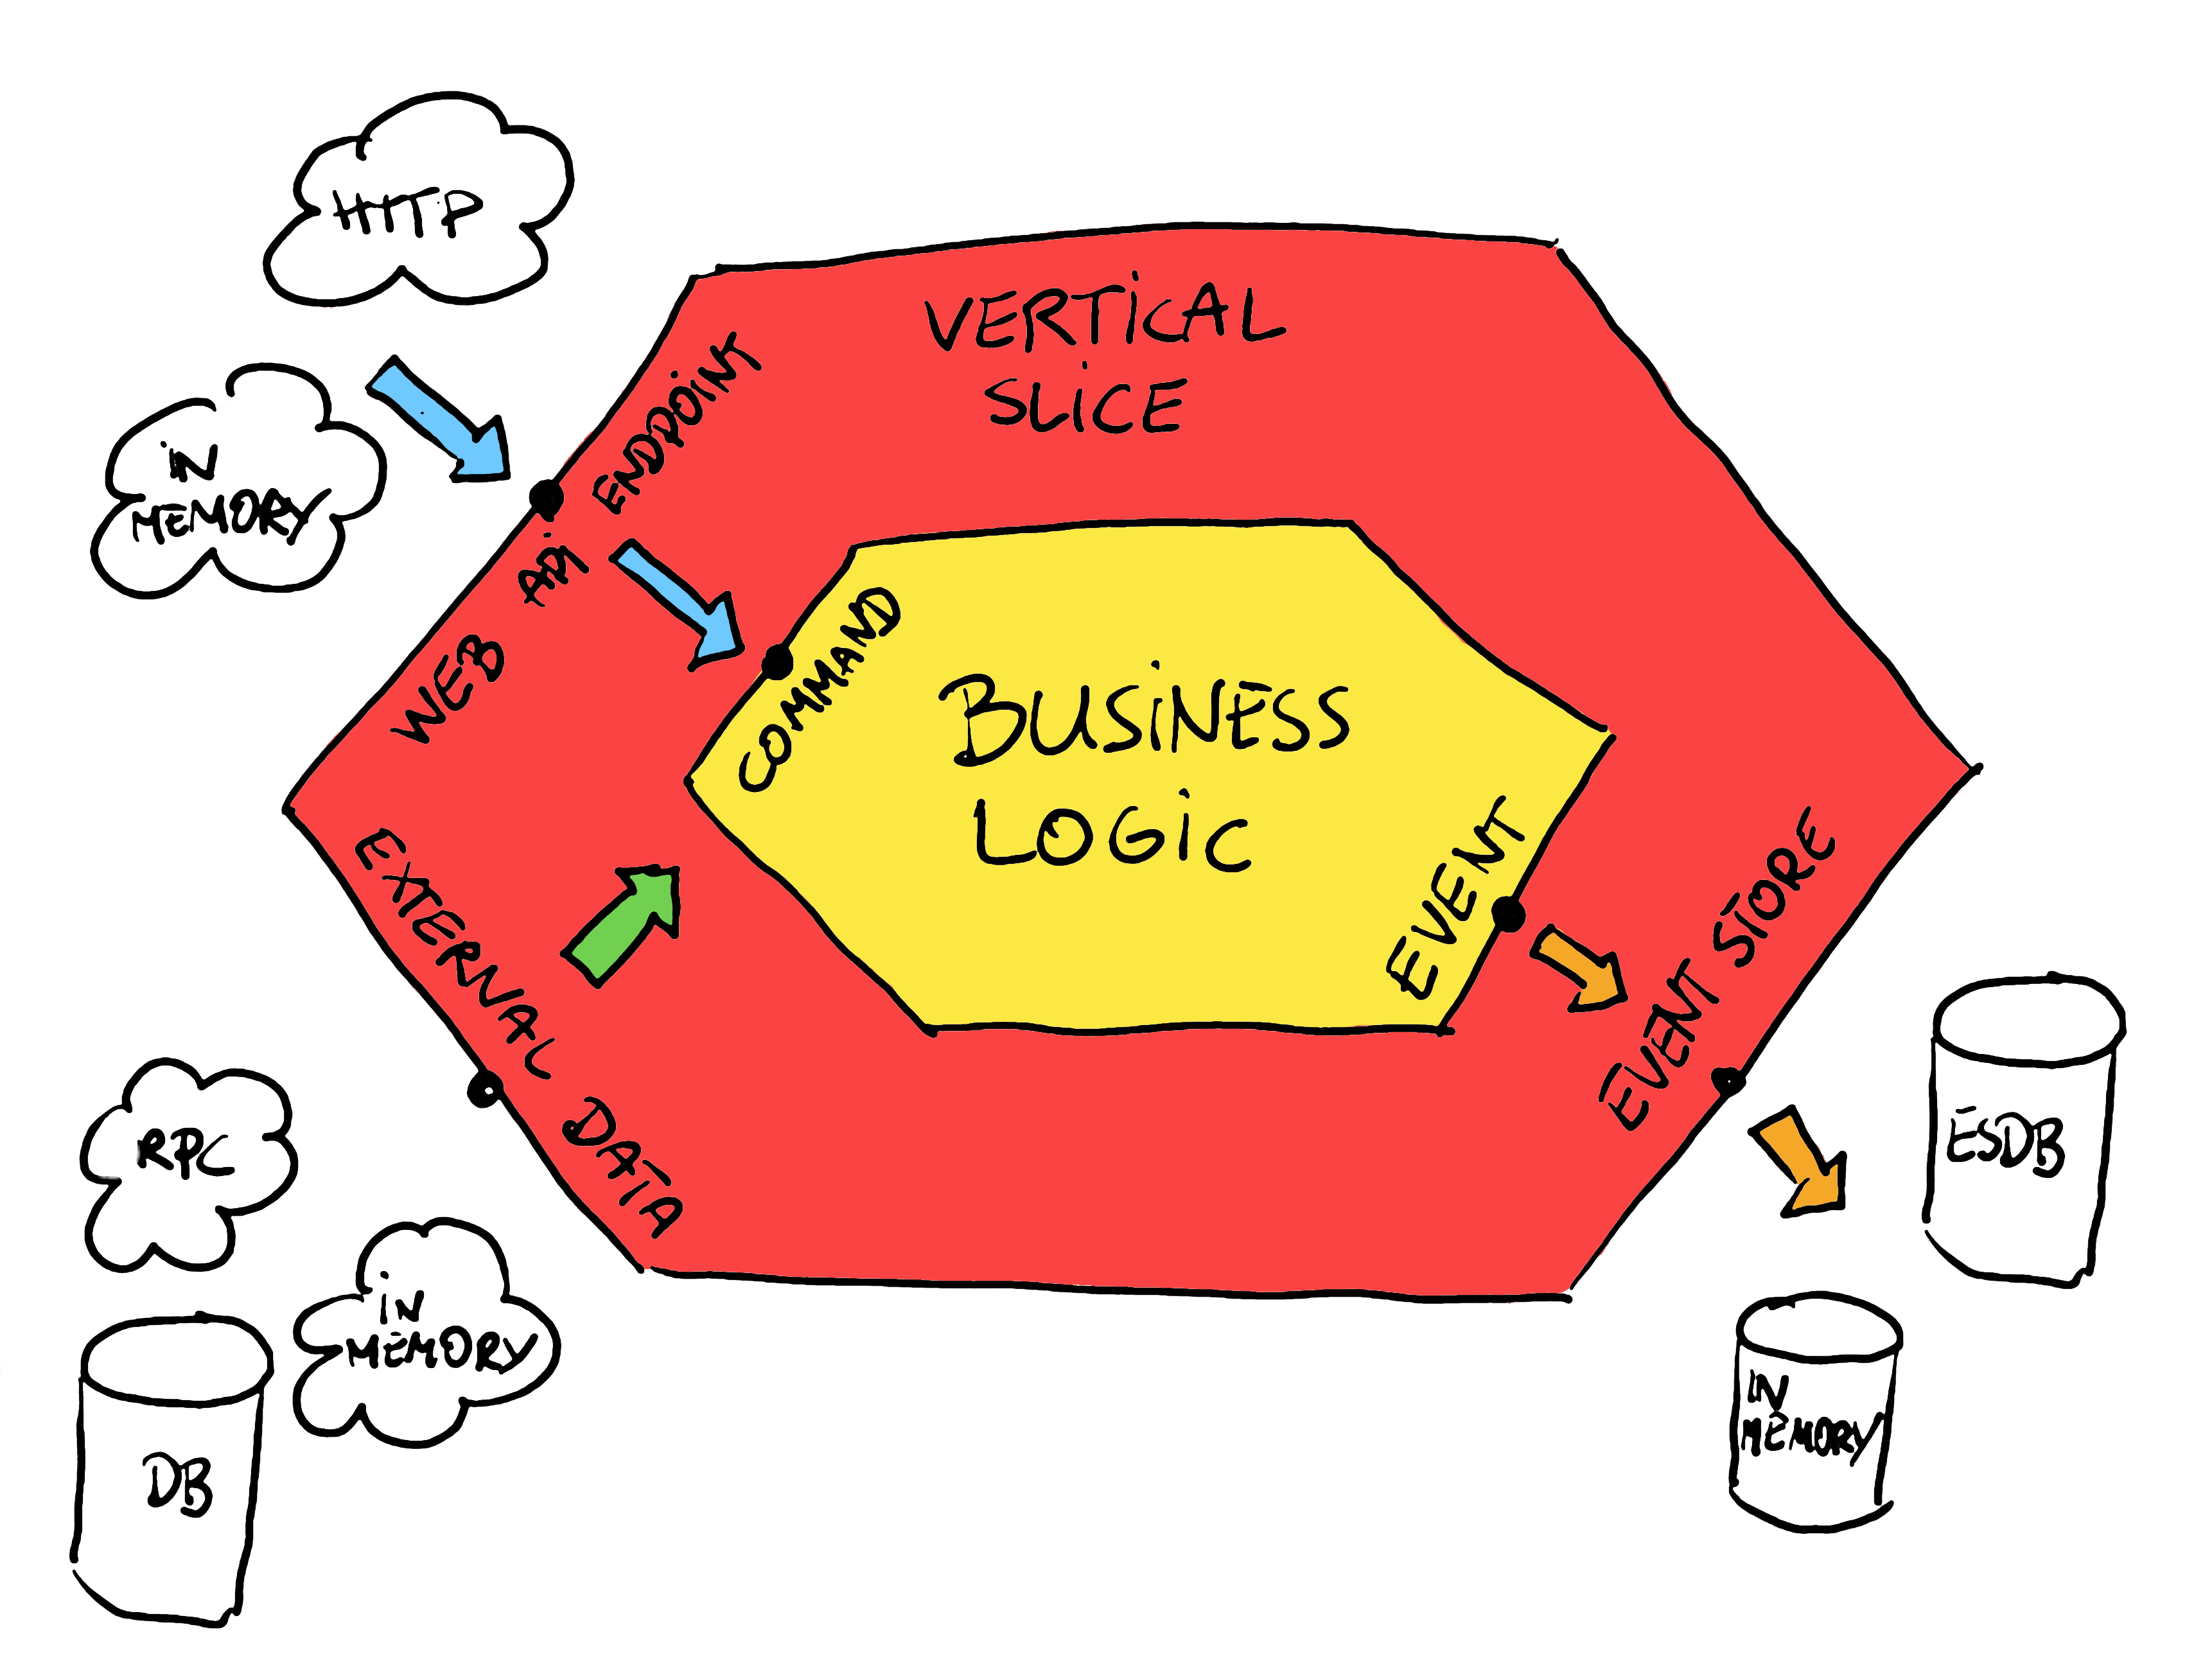 HTTP
iN
MEMORY
VERTiCAL
SLiCE
WEB APi ENDPOiNT
COMMAND
BUSiNESS
LOGiC
EVENT
EXTERNAL DATA
EVENT STORE
RPC
iN
MEMORY
DB
ESDB
IN
MEMORY